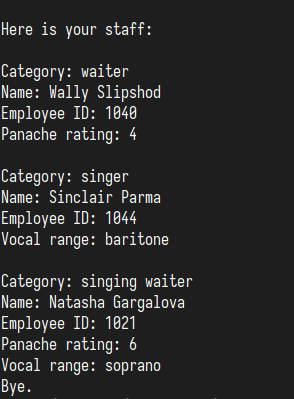 Here is your staff:
Category: waiter
Name: Wally Slipshod
Employee ID: 1040
Panache rating: 4
Category: singer
Name: Sinclair Parma
Employee ID: 1044
Vocal range: baritone
Category: singing waiter
Name: Natasha Gargalova
Employee ID: 1021
Panache rating: 6
Vocal range: soprano
Bye.